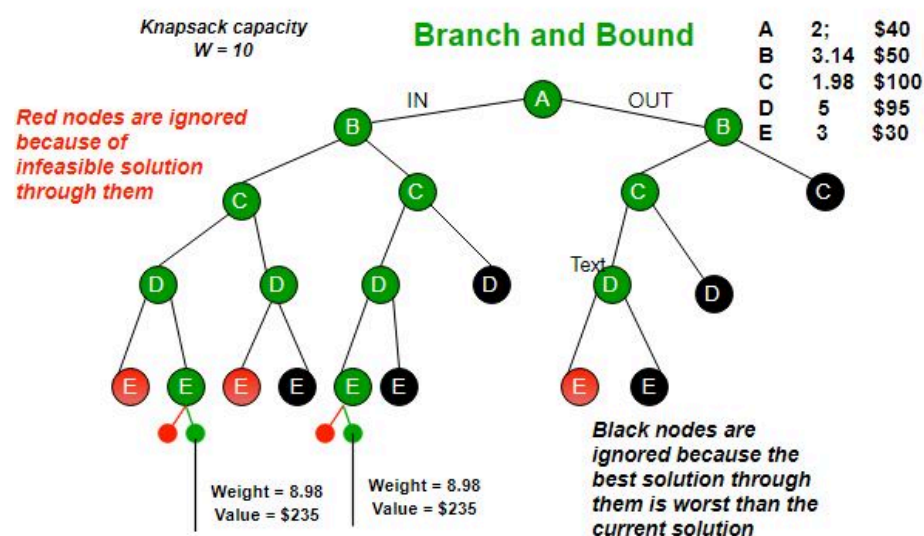 Knapsack capacity
W = 10
Branch and Bound
A 2; $40
B 3.14 $50
C 1.98 $100
D 5 $95
E 3 $30
Red nodes are ignored
because of
infeasible solution
through them
IN
OUT
A
B
B
C
C
C
C
Text
D
D
D
D
D
D
E
E
E
E
E
E
E
E
Weight = 8.98
Value = $235
Weight = 8.98
Value = $235
Black nodes are
ignored because the
best solution through
them is worst than the
current solution